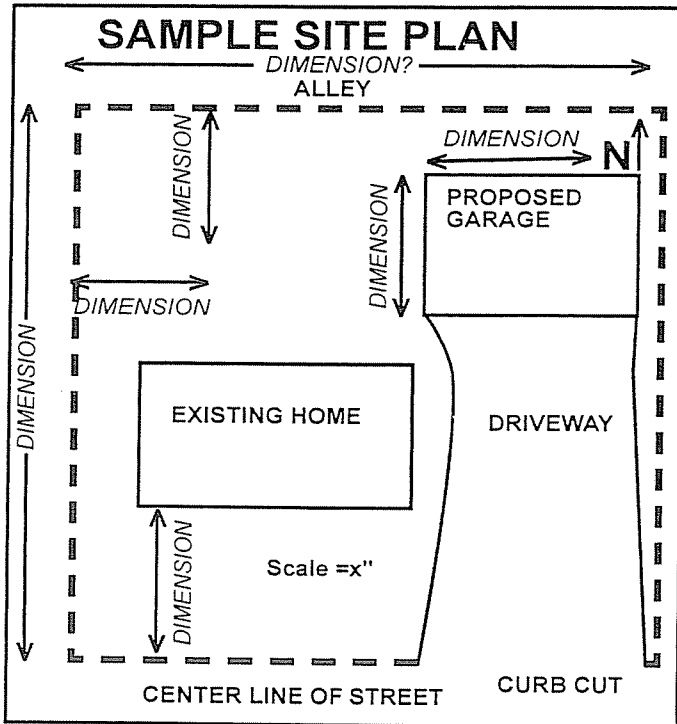 SAMPLE SITE PLAN
DIMENSION?
ALLEY
DIMENSION
N
DIMENSION
DIMENSION
PROPOSED
GARAGE
DIMENSION
DIMENSION
EXISTING HOME
DRIVEWAY
DIMENSION
Scale =x"
CENTER LINE OF STREET
CURB CUT